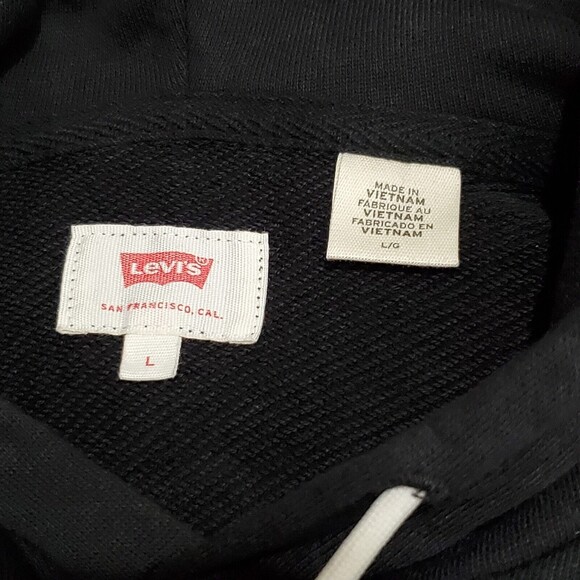 LEVI'S®
SAN FRANCISCO, CAL.
L
MADE IN
VIETNAM
FABRIQUE AU
VIETNAM
FABRICADO EN
VIETNAM
L/G